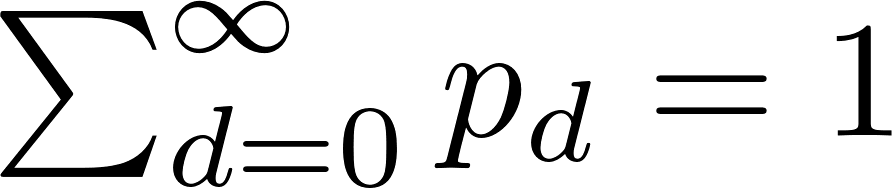 ∑_{d=0}^{∞} p_d = 1